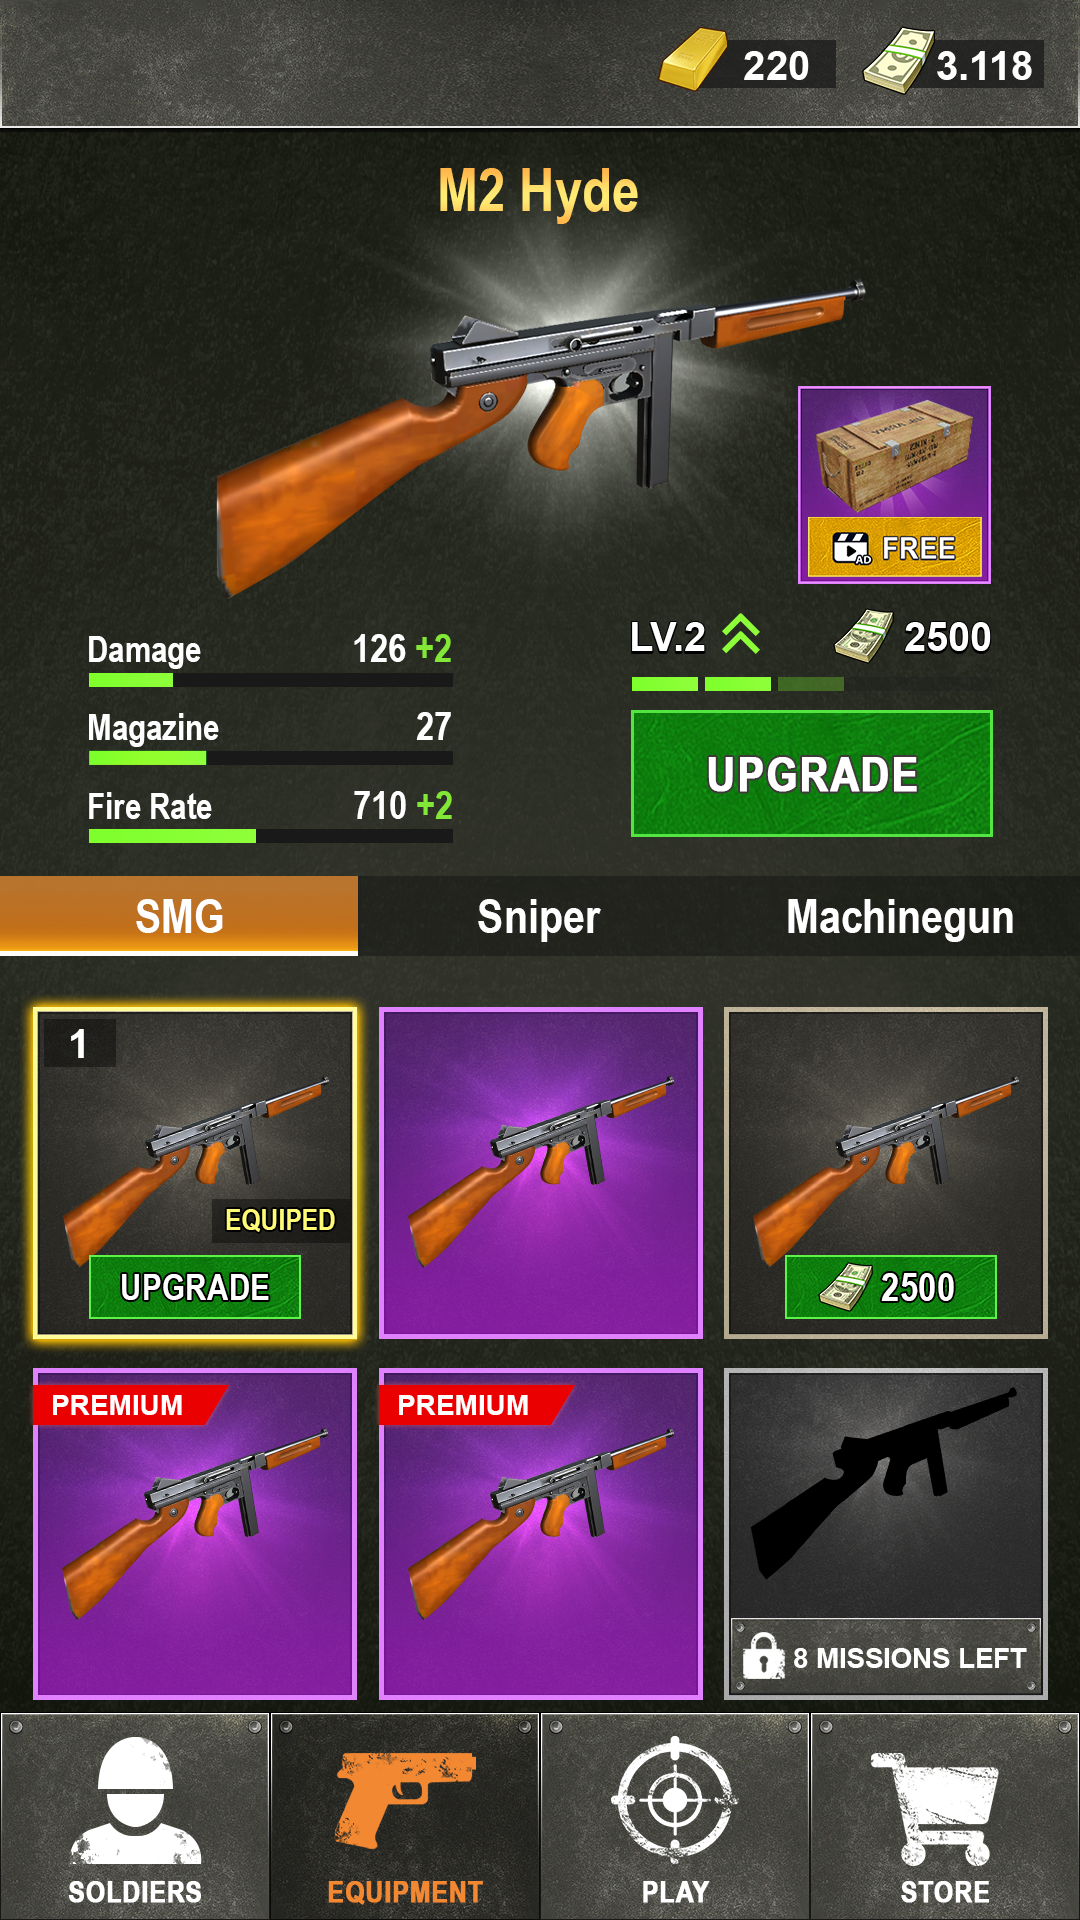 220
3.118
M2 Hyde
AD FREE
LV.2
2500
Damage 126 +2
Magazine 27
Fire Rate 710 +2
UPGRADE
SMG
Sniper
Machinegun
1
EQUIPED
UPGRADE
2500
PREMIUM
PREMIUM
8 MISSIONS LEFT
SOLDIERS
EQUIPMENT
PLAY
STORE